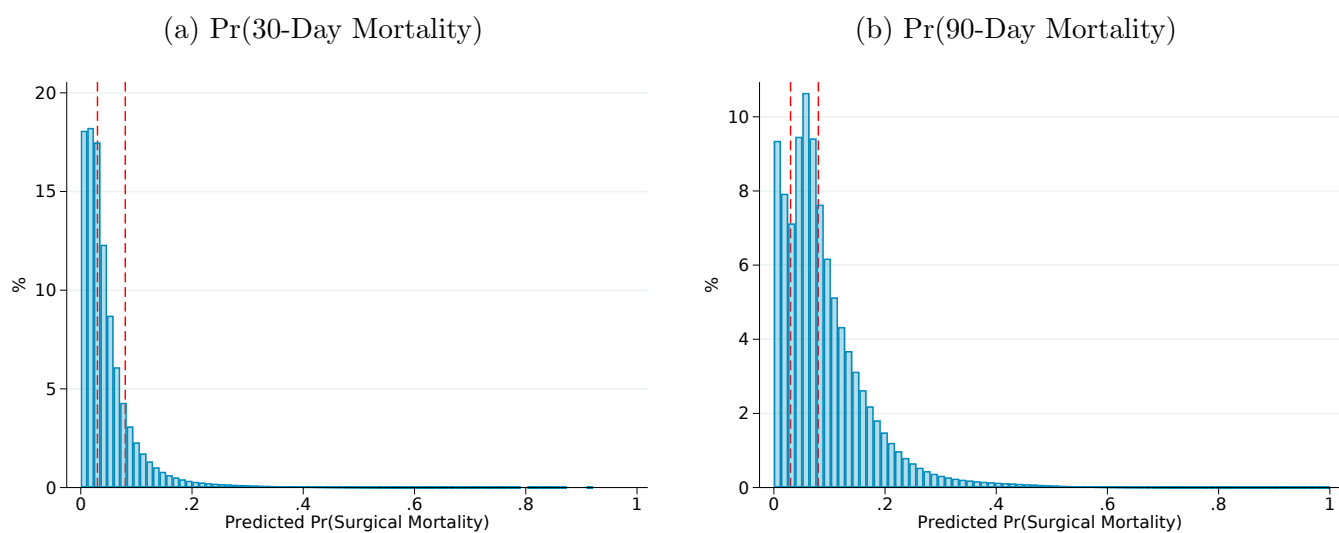 (a) Pr(30-Day Mortality)
20
15
10
5
0
%
0 .2 .4 .6 .8 1
Predicted Pr(Surgical Mortality)
(b) Pr(90-Day Mortality)
10
8
6
4
2
0
%
0 .2 .4 .6 .8 1
Predicted Pr(Surgical Mortality)